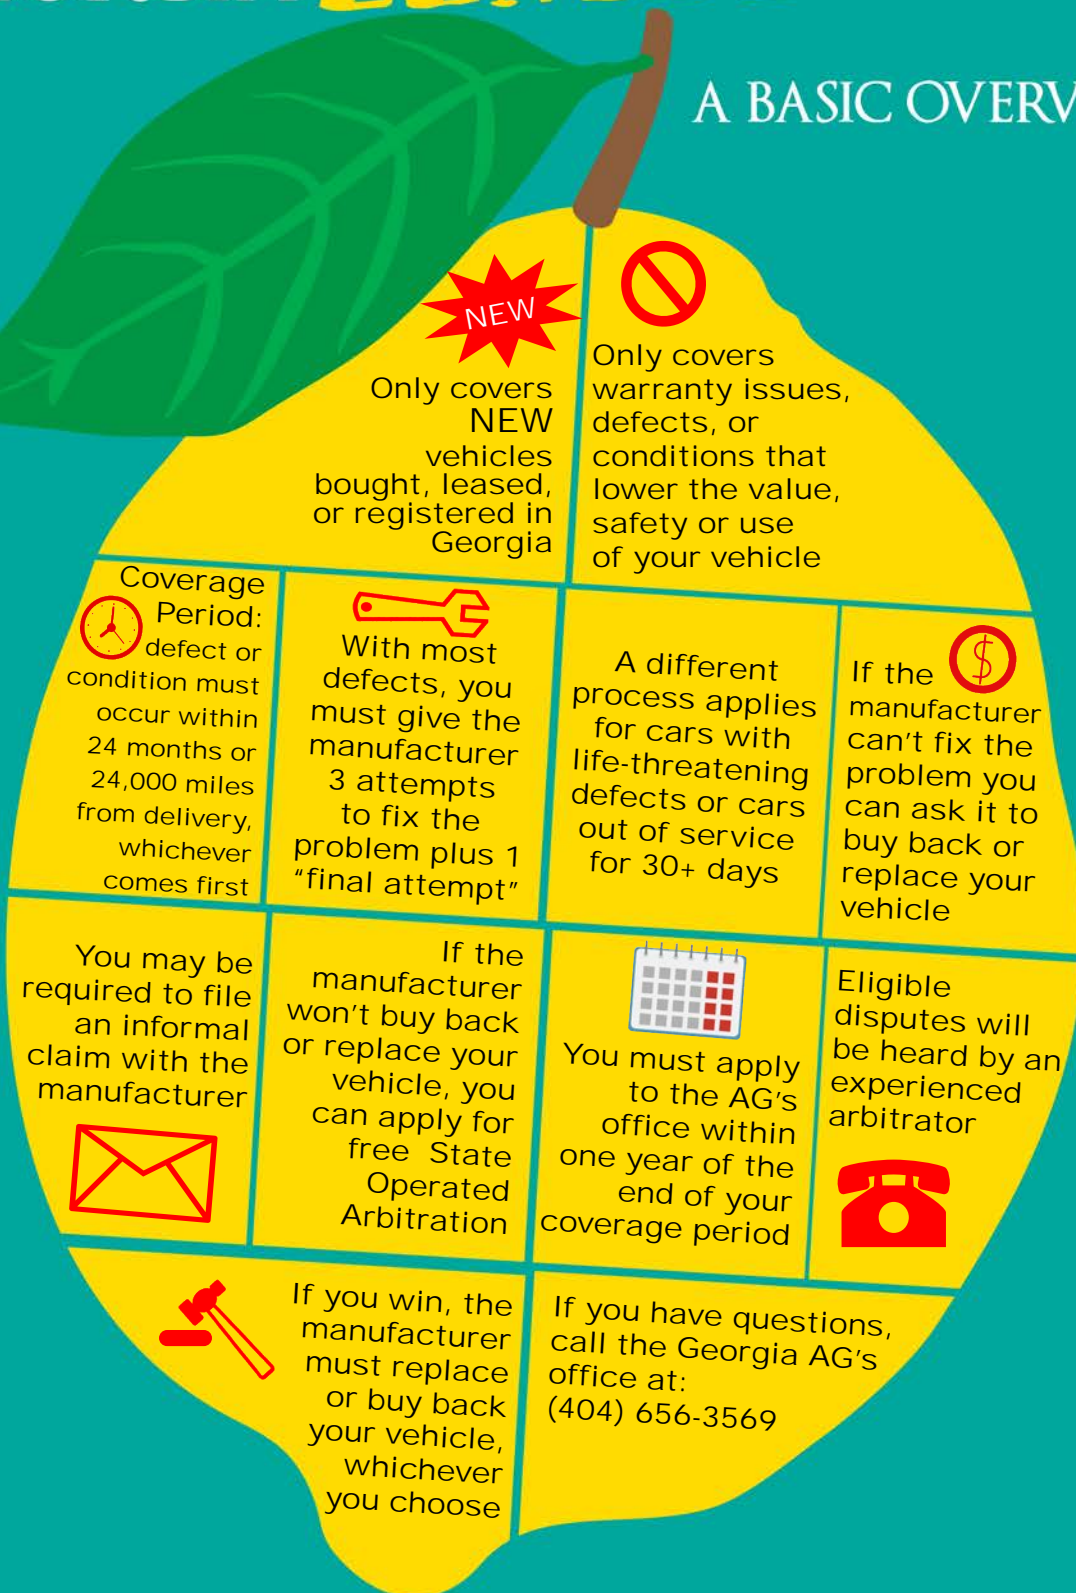 A BASIC OVERV
NEW
Only covers
NEW
vehicles
bought, leased,
or registered in
Georgia
Only covers
warranty issues,
defects, or
conditions that
lower the value,
safety or use
of your vehicle
Coverage
Period:
defect or
condition must
occur within
24 months or
24,000 miles
from delivery,
whichever
comes first
With most
defects, you
must give the
manufacturer
3 attempts
to fix the
problem plus 1
“final attempt”
A different
process applies
for cars with
life-threatening
defects or cars
out of service
for 30+ days
If the
$
manufacturer
can't fix the
problem you
can ask it to
buy back or
replace your
vehicle
You may be
required to file
an informal
claim with the
manufacturer
If the
manufacturer
won't buy back
or replace your
vehicle, you
can apply for
free State
Operated
Arbitration
You must apply
to the AG's
office within
one year of the
end of your
coverage period
Eligible
disputes will
be heard by an
experienced
arbitrator
If you win, the
manufacturer
must replace
or buy back
your vehicle,
whichever
you choose
If you have questions,
call the Georgia AG's
office at:
(404) 656-3569